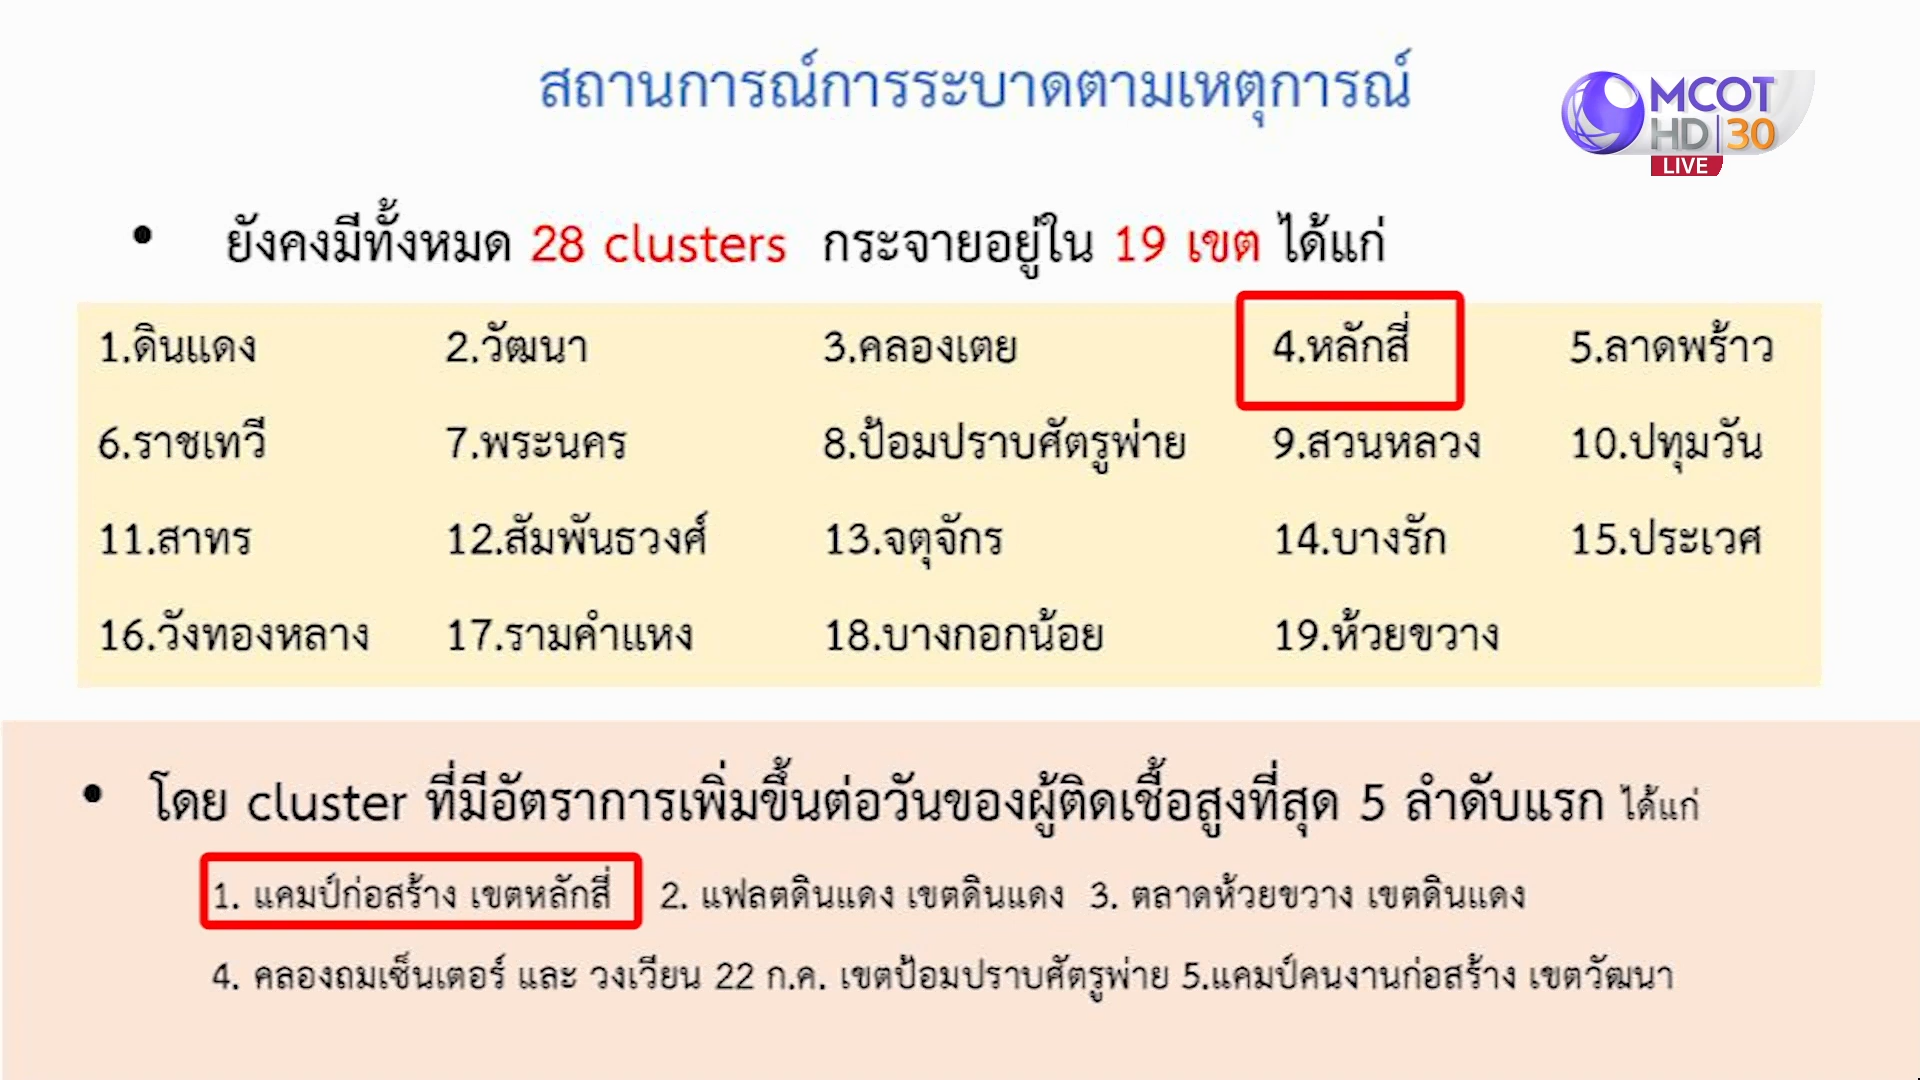 สถานการณ์การระบาดตามเหตุการณ์
MCOT
HD 30
LIVE
• ยังคงมีทั้งหมด 28 clusters กระจายอยู่ใน 19 เขต ได้แก่
1.ดินแดง 2.วัฒนา 3.คลองเตย 4.หลักสี่ 5.ลาดพร้าว
6.ราชเทวี 7.พระนคร 8.ป้อมปราบศัตรูพ่าย 9.สวนหลวง 10.ปทุมวัน
11.สาทร 12.สัมพันธวงศ์ 13.จตุจักร 14.บางรัก 15.ประเวศ
16.วังทองหลาง 17.รามคำแหง 18.บางกอกน้อย 19.ห้วยขวาง
• โดย cluster ที่มีอัตราการเพิ่มขึ้นต่อวันของผู้ติดเชื้อสูงที่สุด 5 ลำดับแรก ได้แก่
1. แคมป์ก่อสร้าง เขตหลักสี่ 2. แฟลตดินแดง เขตดินแดง 3. ตลาดห้วยขวาง เขตดินแดง
4. คลองถมเซ็นเตอร์ และ วงเวียน 22 ก.ค. เขตป้อมปราบศัตรูพ่าย 5.แคมป์คนงานก่อสร้าง เขตวัฒนา